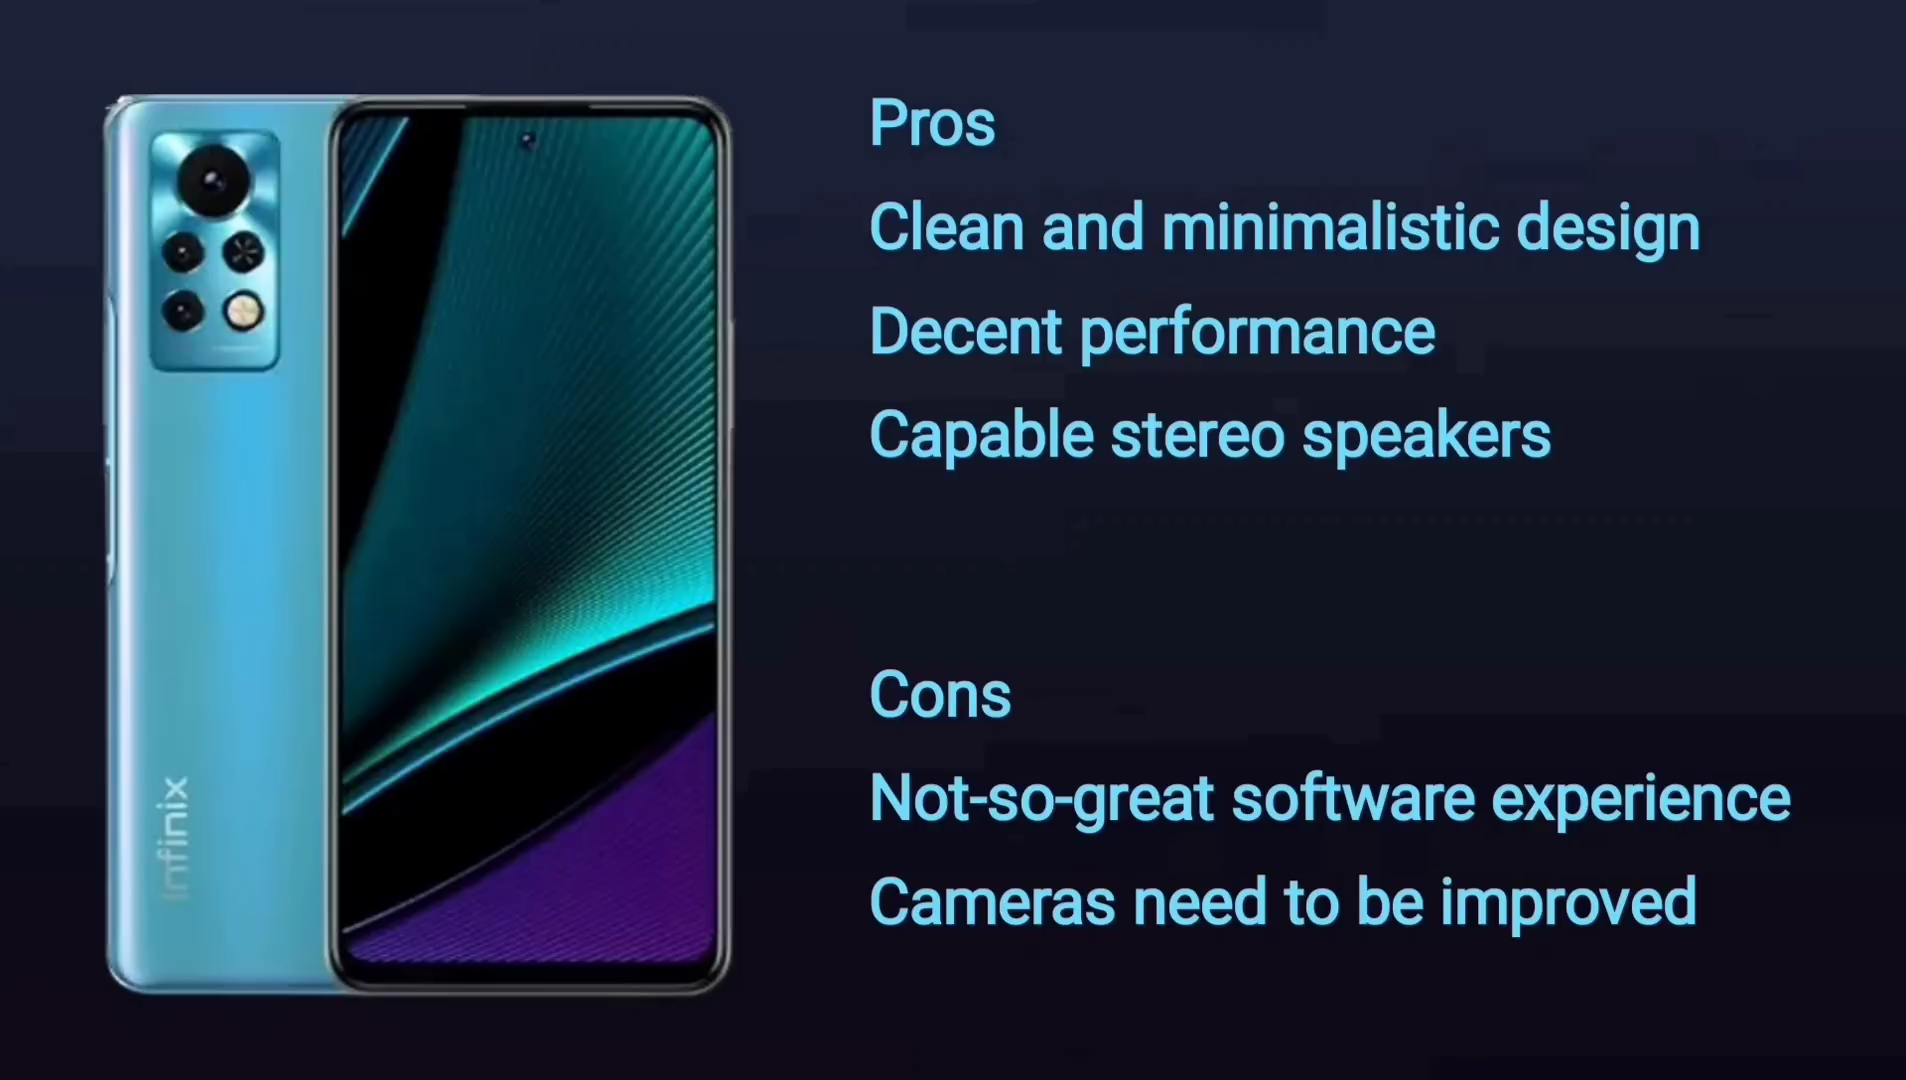 Infinix
Pros
Clean and minimalistic design
Decent performance
Capable stereo speakers
Cons
Not-so-great software experience
Cameras need to be improved